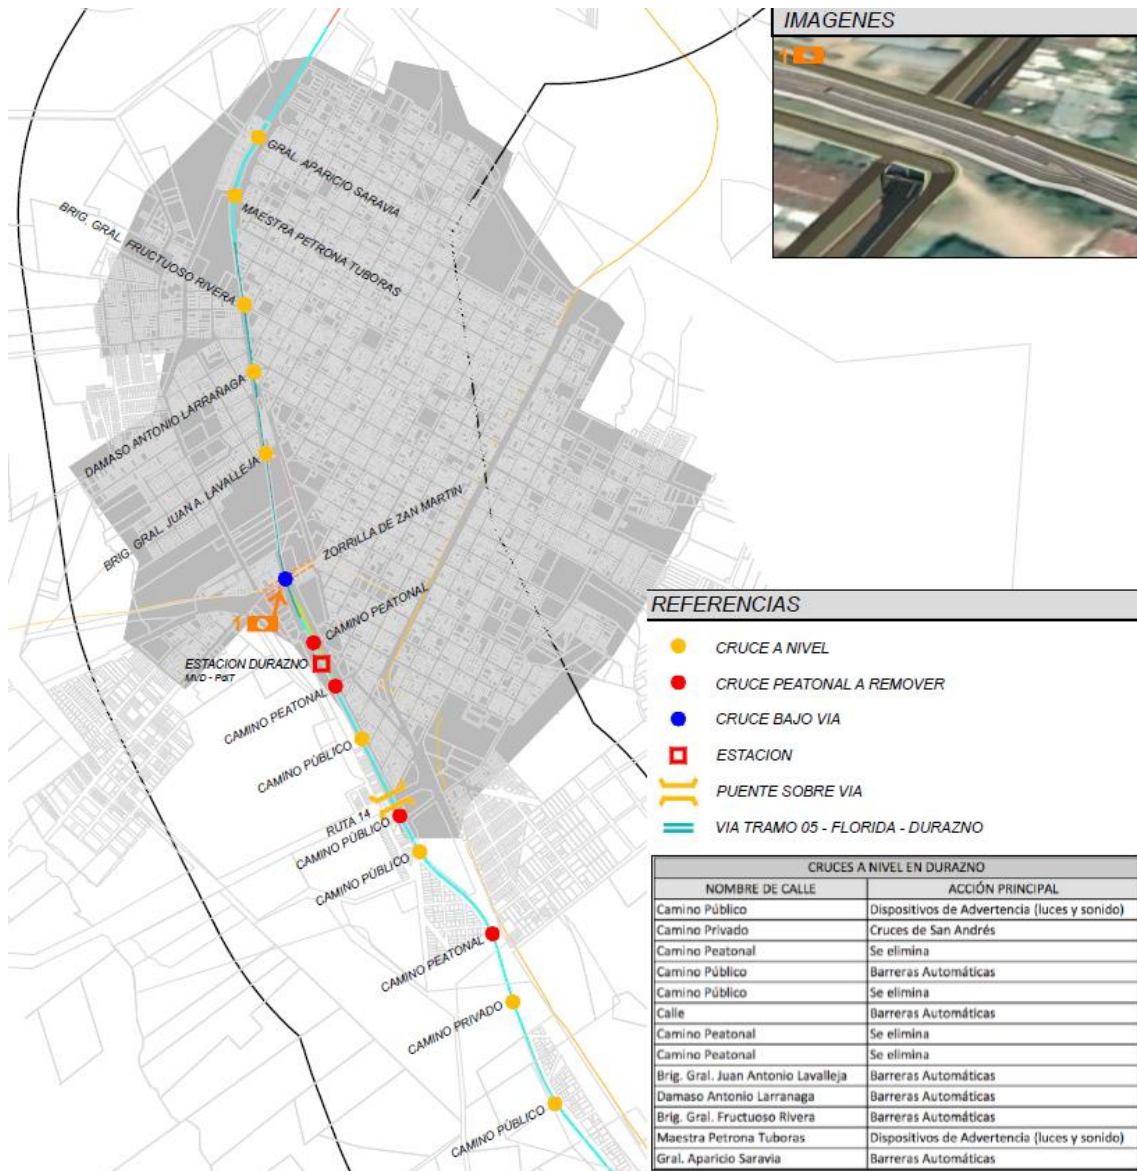 IMAGENES
1
GRAL. APARICIO SARAVIA
MAESTRA PETRONA TUBORAS
BRIG. GRAL. FRUCTUOSO RIVERA
DAMASO ANTONIO LARRAÑAGA
BRIG. GRAL. JUAN A. LAVALLEJA
ZORRILLA DE ZAN MARTIN
1
CAMINO PEATONAL
ESTACION DURAZNO
MVD - PdT
CAMINO PEATONAL
CAMINO PÚBLICO
RUTA 14
CAMINO PÚBLICO
CAMINO PÚBLICO
CAMINO PEATONAL
CAMINO PRIVADO
CAMINO PÚBLICO
REFERENCIAS
CRUCE A NIVEL
CRUCE PEATONAL A REMOVER
CRUCE BAJO VIA
ESTACION
PUENTE SOBRE VIA
VIA TRAMO 05 - FLORIDA - DURAZNO
CRUCES A NIVEL EN DURAZNO
NOMBRE DE CALLE ACCIÓN PRINCIPAL
Camino Público Dispositivos de Advertencia (luces y sonido)
Camino Privado Cruces de San Andrés
Camino Peatonal Se elimina
Camino Público Barreras Automáticas
Camino Público Se elimina
Calle Barreras Automáticas
Camino Peatonal Se elimina
Camino Peatonal Se elimina
Brig. Gral. Juan Antonio Lavalleja Barreras Automáticas
Damaso Antonio Larranaga Barreras Automáticas
Brig. Gral. Fructuoso Rivera Barreras Automáticas
Maestra Petrona Tuboras Dispositivos de Advertencia (luces y sonido)
Gral. Aparicio Saravia Barreras Automáticas